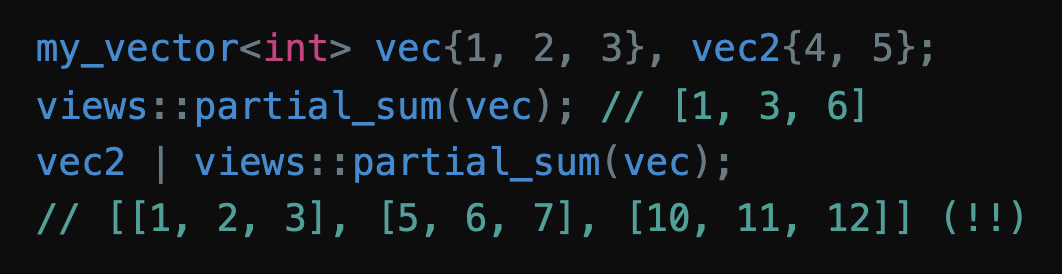 my_vector<int> vec{1, 2, 3}, vec2{4, 5};
views::partial_sum(vec); // [1, 3, 6]
vec2 | views::partial_sum(vec);
// [[1, 2, 3], [5, 6, 7], [10, 11, 12]] (!!)